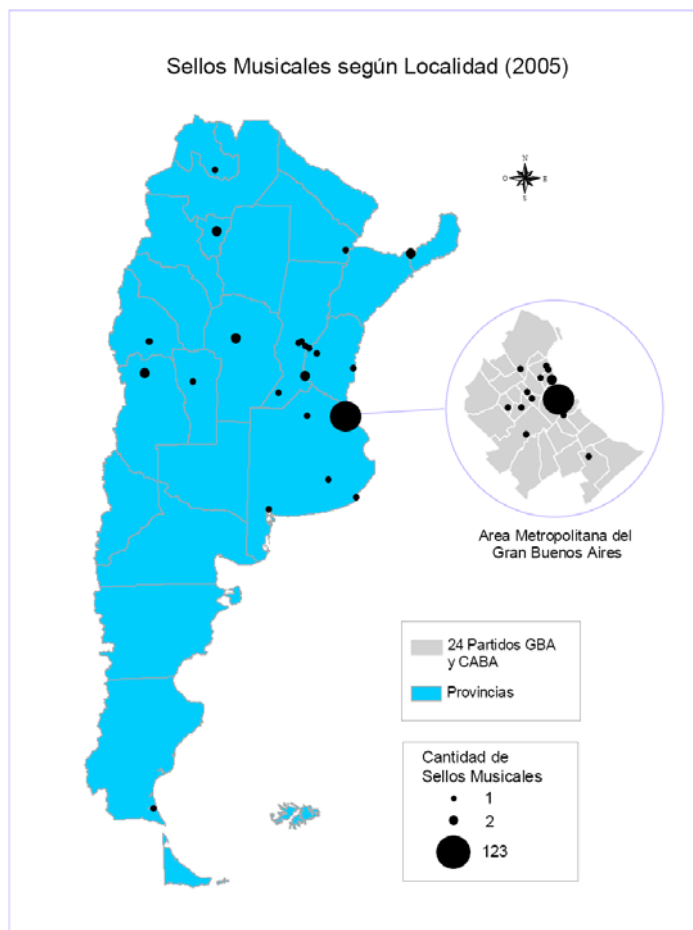 Sellos Musicales según Localidad (2005)
N
O E
S
Area Metropolitana del
Gran Buenos Aires
24 Partidos GBA
y CABA
Provincias
Cantidad de
Sellos Musicales
1
2
123